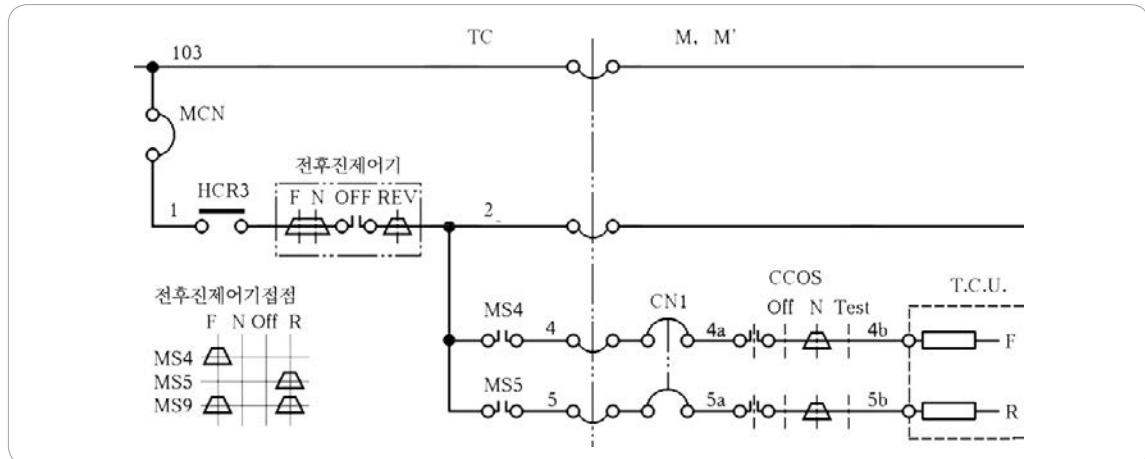 103 TC M, M'
MCN
전후진제어기
1 HCR3 F N OFF REV 2
전후진제어기접점
F N Off R
MS4
MS5
MS9
MS4 4 CN1 4a CCOS Off N Test 4b T.C.U. F
MS5 5 5a 5b R